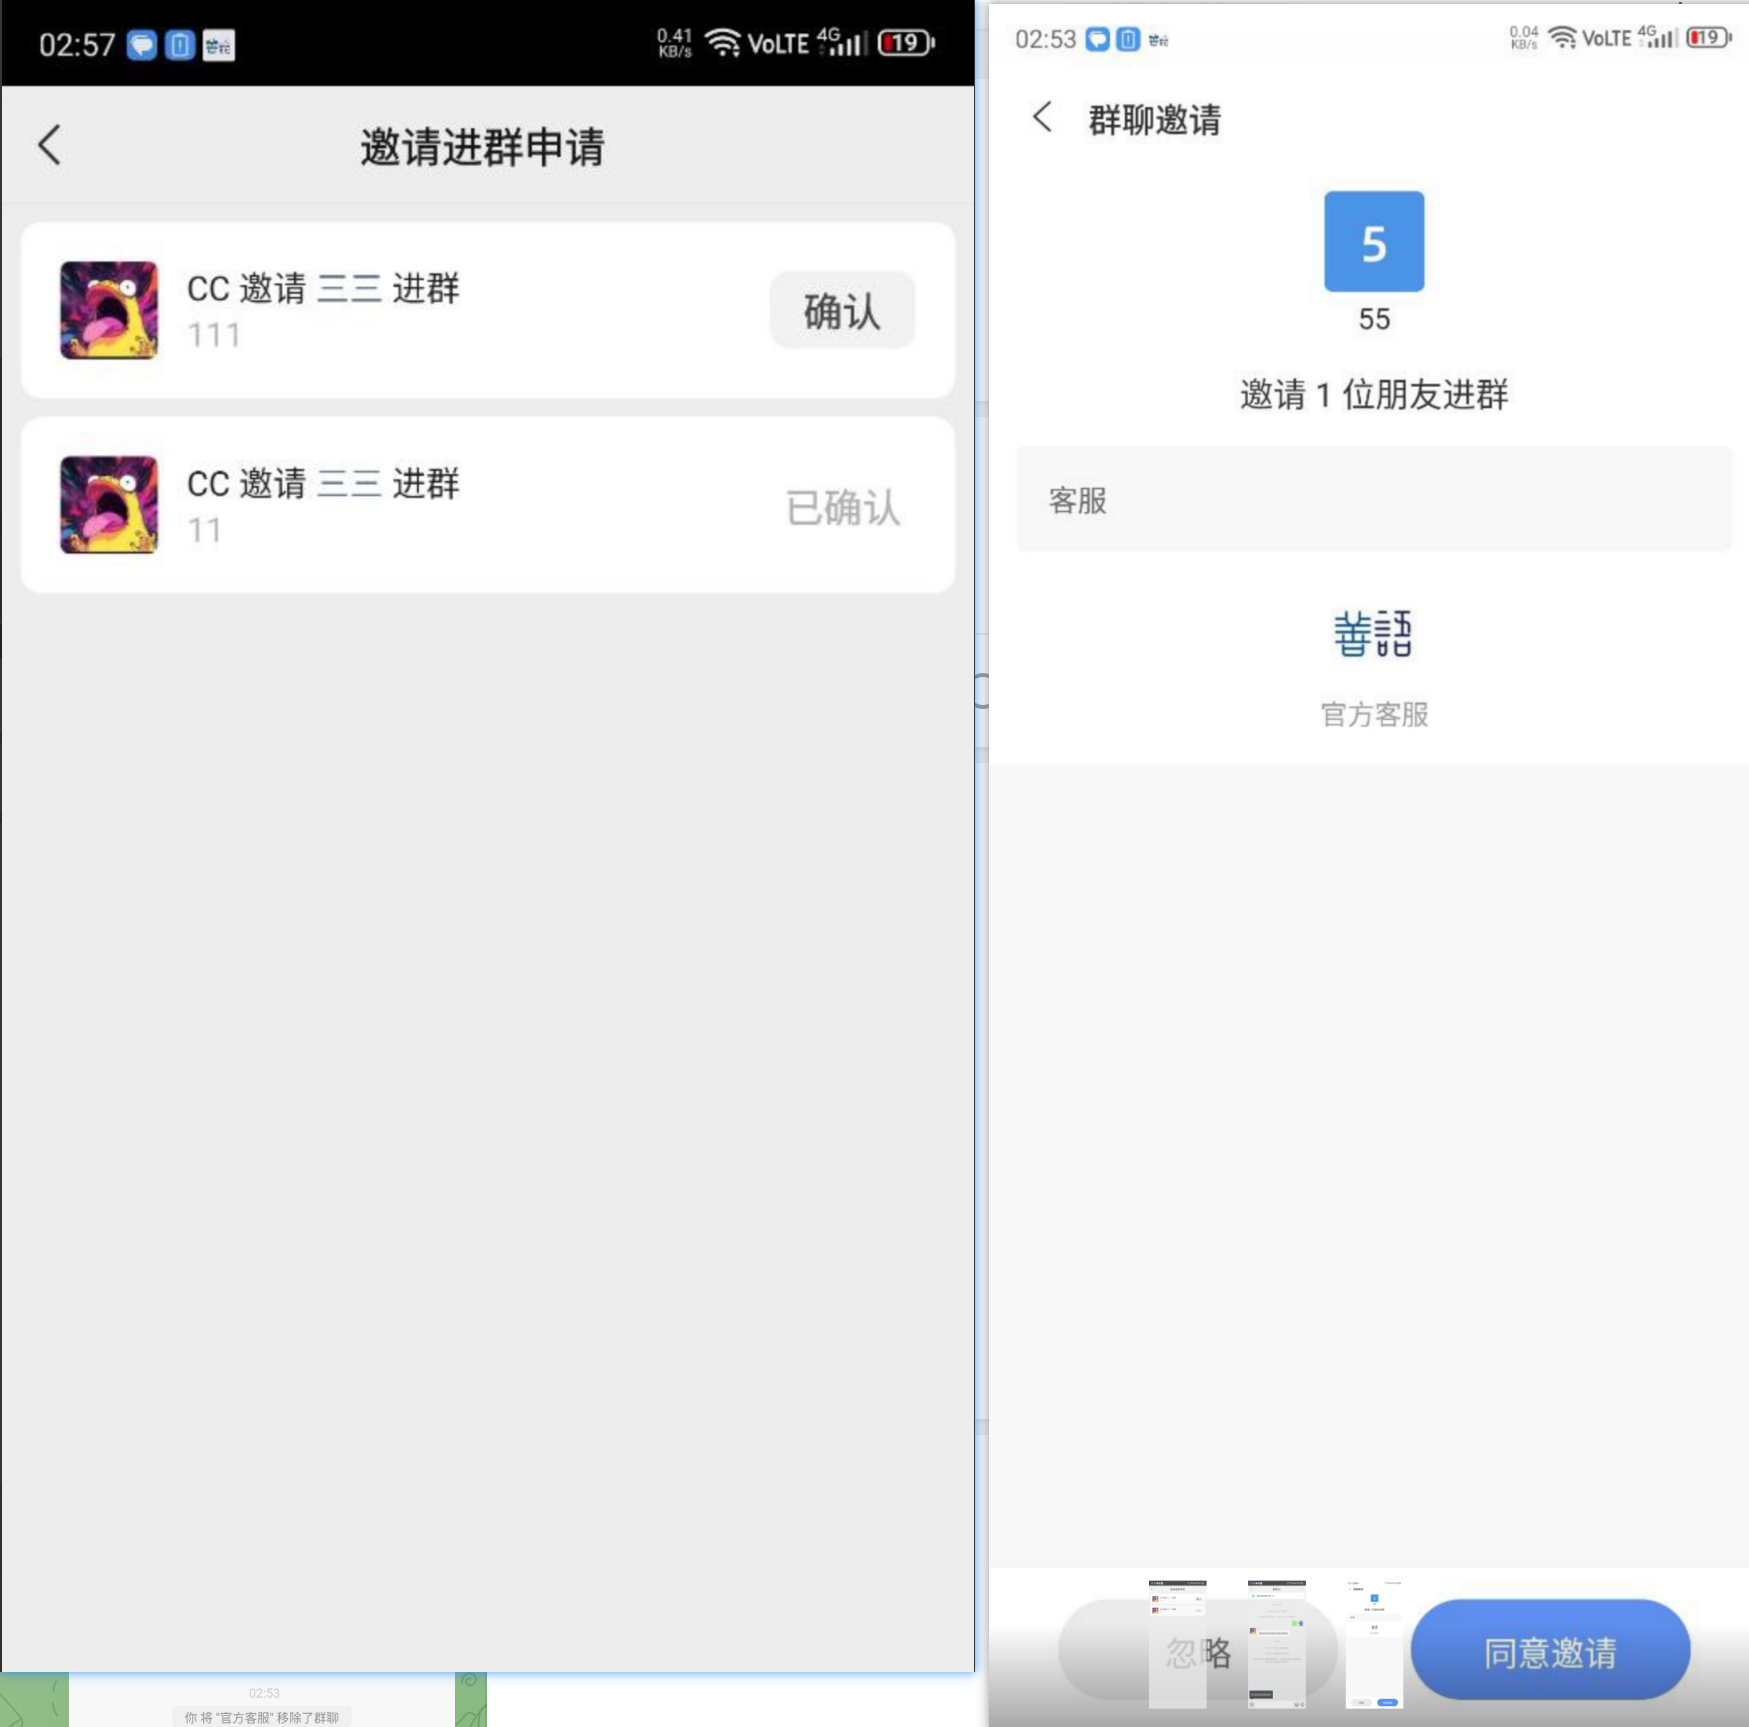 02:57
0.41
KB/s
VoLTE 4G 19
邀请进群申请
CC 邀请 三三 进群
111
确认
CC 邀请 三三 进群
11
已确认
02:53
你 将 "官方客服" 移除了群聊
02:53
0.04
KB/s
VoLTE 4G 19
群聊邀请
5
55
邀请 1 位朋友进群
客服
善語
官方客服
忽略
同意邀请